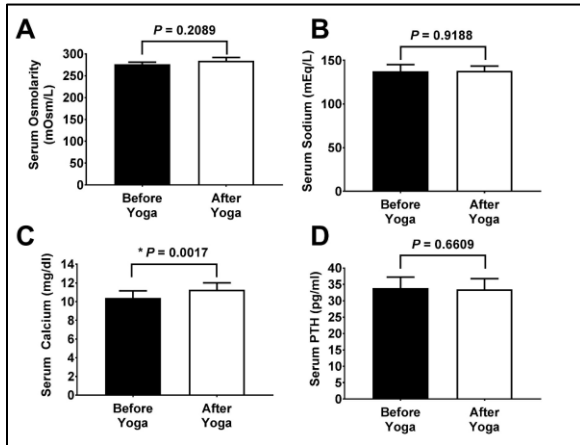 A
P = 0.2089
Serum Osmolarity
(mOsm/L)
300
250
200
150
100
50
0
Before
Yoga
After
Yoga
B
P = 0.9188
Serum Sodium (mEq/L)
150
100
50
0
Before
Yoga
After
Yoga
C
* P = 0.0017
Serum Calcium (mg/dl)
14
12
10
8
6
4
2
0
Before
Yoga
After
Yoga
D
P = 0.6609
Serum PTH (pg/ml)
40
35
30
25
20
15
10
5
0
Before
Yoga
After
Yoga